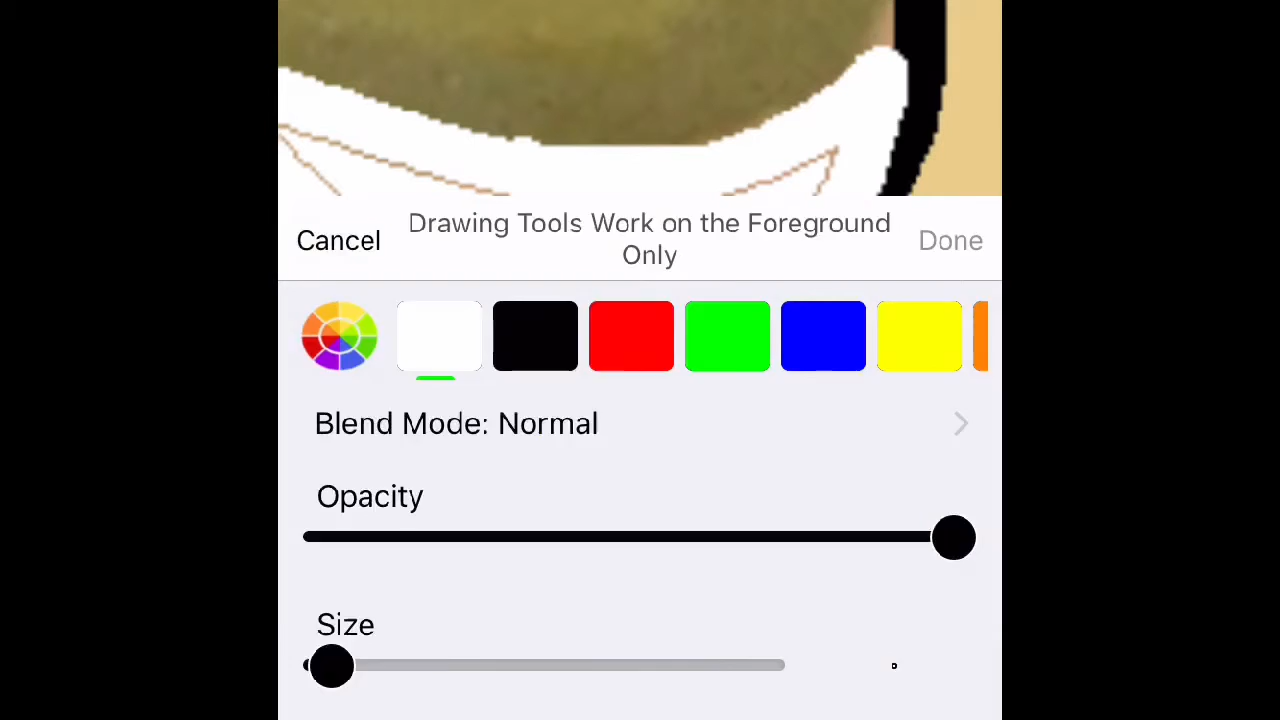 Drawing Tools Work on the Foreground
Only
Cancel
Done
Blend Mode: Normal
Opacity
Size